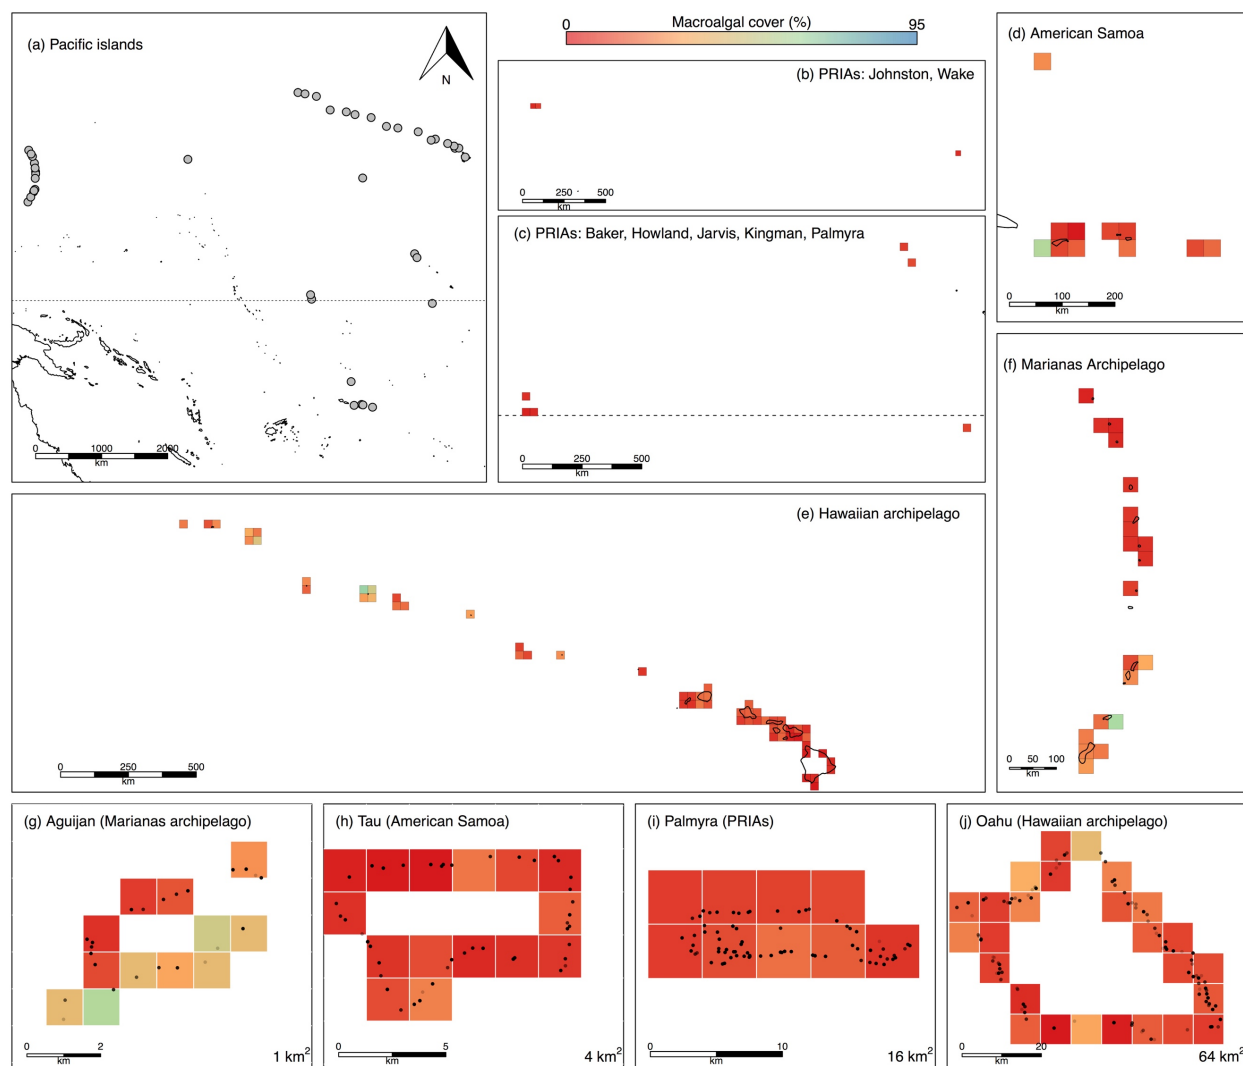 (a) Pacific islands
N
0 1000 2000
km
Macroalgal cover (%)
0 95
(b) PRIAs: Johnston, Wake
0 250 500
km
(c) PRIAs: Baker, Howland, Jarvis, Kingman, Palmyra
0 250 500
km
(d) American Samoa
0 100 200
km
(e) Hawaiian archipelago
0 250 500
km
(f) Marianas Archipelago
0 50 100
km
(g) Aguijan (Marianas archipelago)
0 2
km
1 km²
(h) Tau (American Samoa)
0 5
km
4 km²
(i) Palmyra (PRIAs)
0 10
km
16 km²
(j) Oahu (Hawaiian archipelago)
0 20
km
64 km²